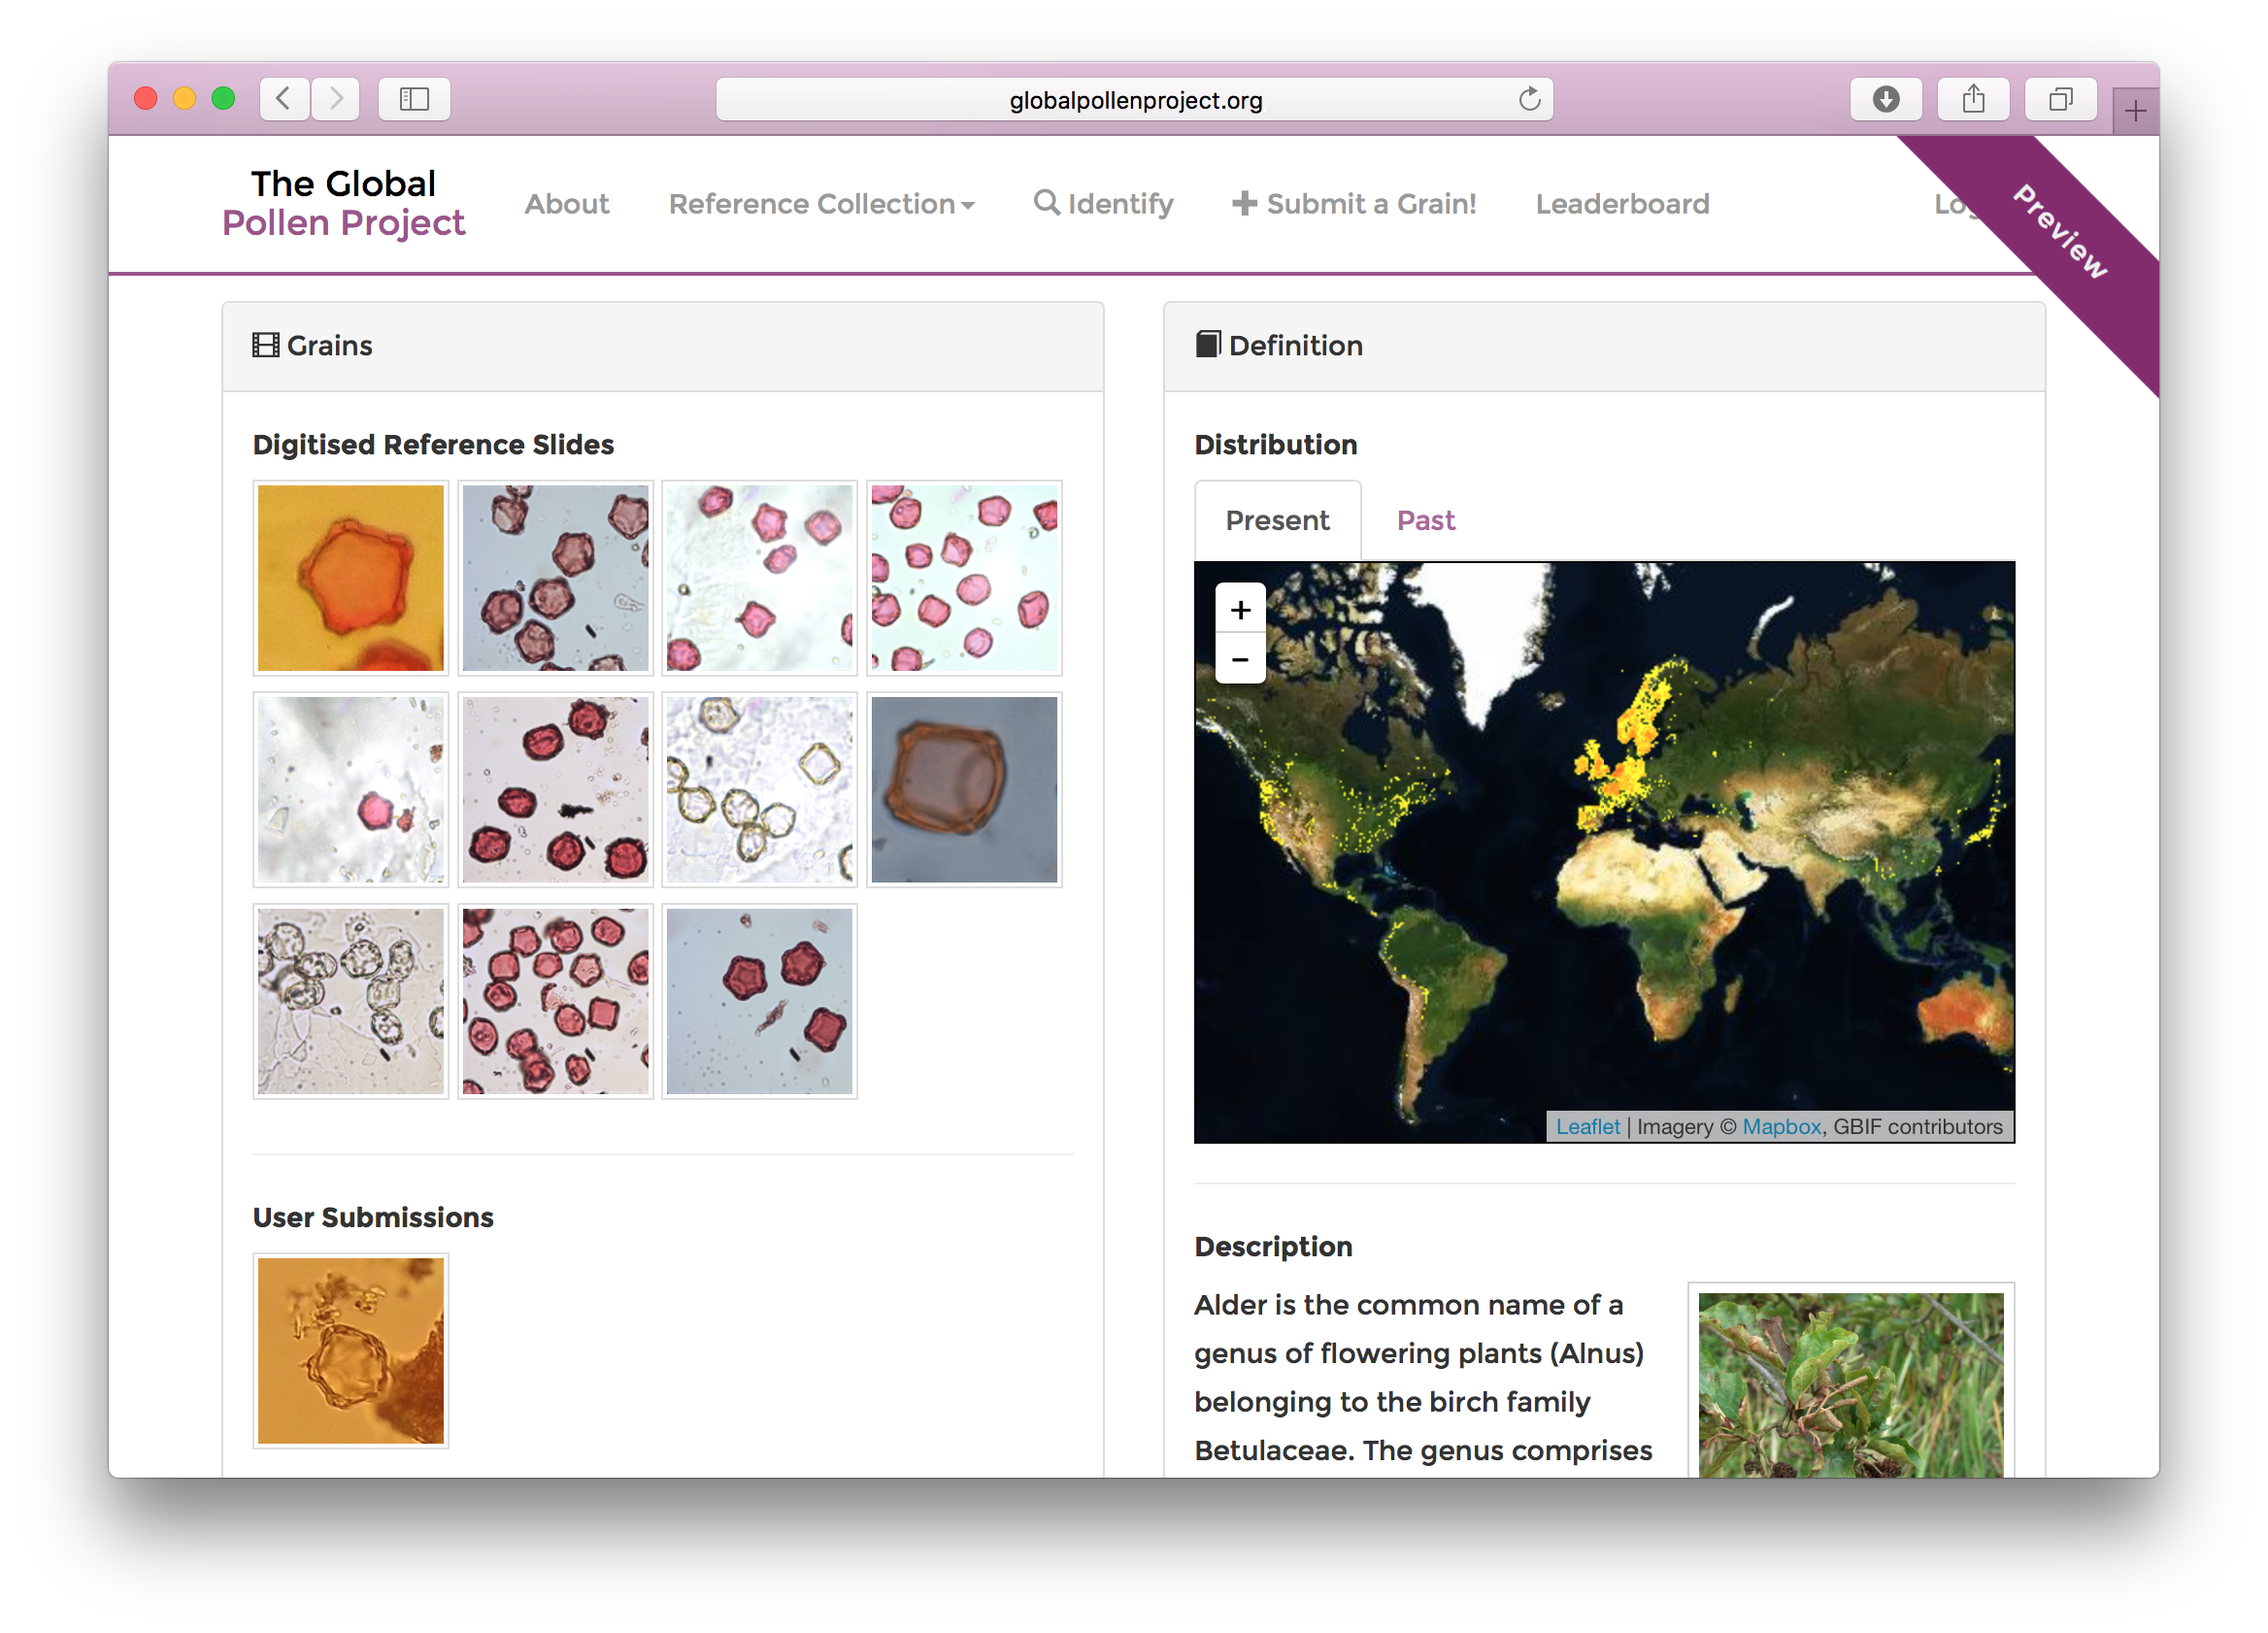 globalpollenproject.org
The Global
Pollen Project
About
Reference Collection
Identify
Submit a Grain!
Leaderboard
Preview
Grains
Digitised Reference Slides
User Submissions
Definition
Distribution
Present
Past
+
−
Leaflet | Imagery © Mapbox, GBIF contributors
Description
Alder is the common name of a
genus of flowering plants (Alnus)
belonging to the birch family
Betulaceae. The genus comprises